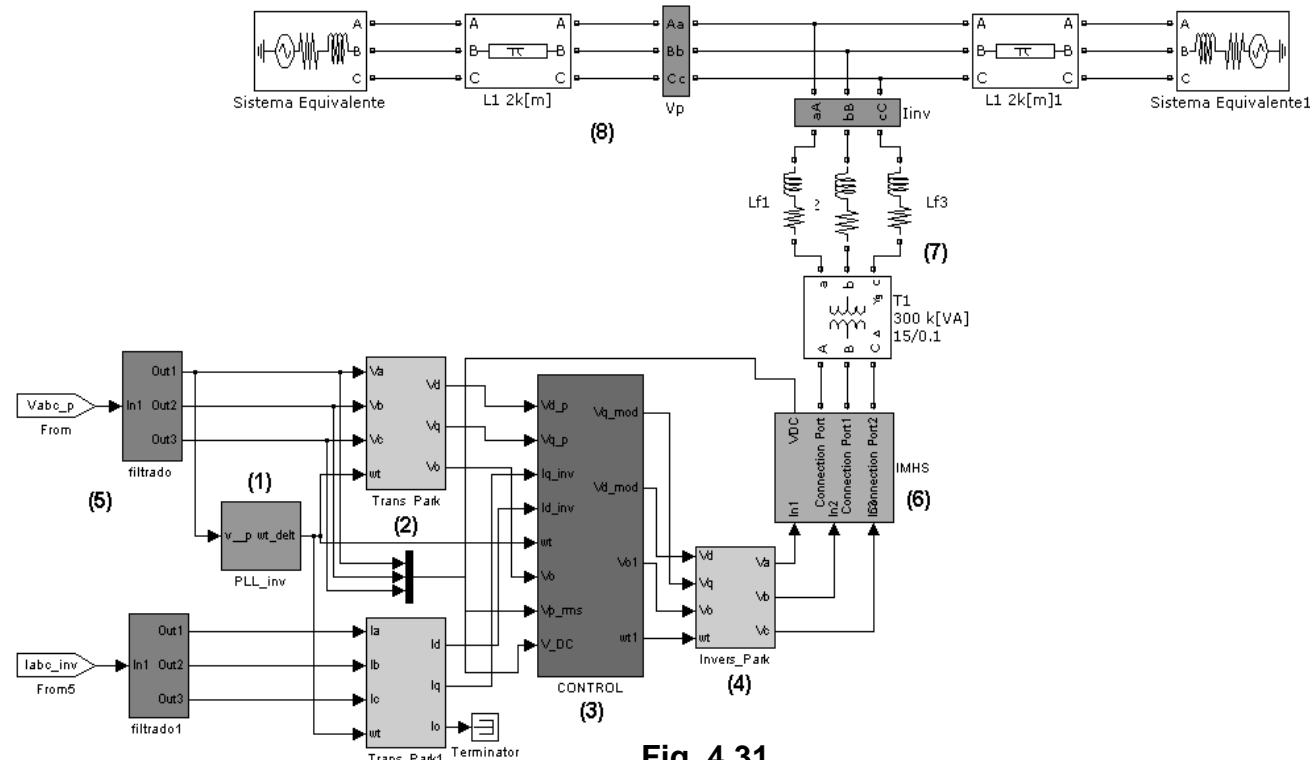 A A A Aa A A A
B B B Bb B B B
C C C Cc C C C
Sistema Equivalente
L1 2k[m]
Vp
L1 2k[m]1
Sistema Equivalente1
(8)
aA bB cC
Iinv
Lf1
2
Lf3
(7)
a b c
Yg
T1
300 k[VA]
15/0.1
Δ
A B C
Vabc_p
From
In1
Out1
Out2
Out3
filtrado
(5)
(1)
v__p wt_delt
PLL_inv
Va
Vb
Vc
wt
Vd
Vq
Vo
Trans_Park
(2)
Vd_p
Vq_p
Iq_inv
Id_inv
wt
Vo
Vp_rms
V_DC
Vq_mod
Vd_mod
Vo1
wt1
CONTROL
(3)
Vd
Vq
Vo
wt
Va
Vb
Vc
Invers_Park
(4)
VDC
Connection Port
Connection Port1
Connection Port2
In1
In2
IMHS
(6)
Iabc_inv
From5
In1
Out1
Out2
Out3
filtrado1
Ia
Ib
Ic
wt
Id
Iq
Io
Trans_Park1
Terminator
Fig. 4.31